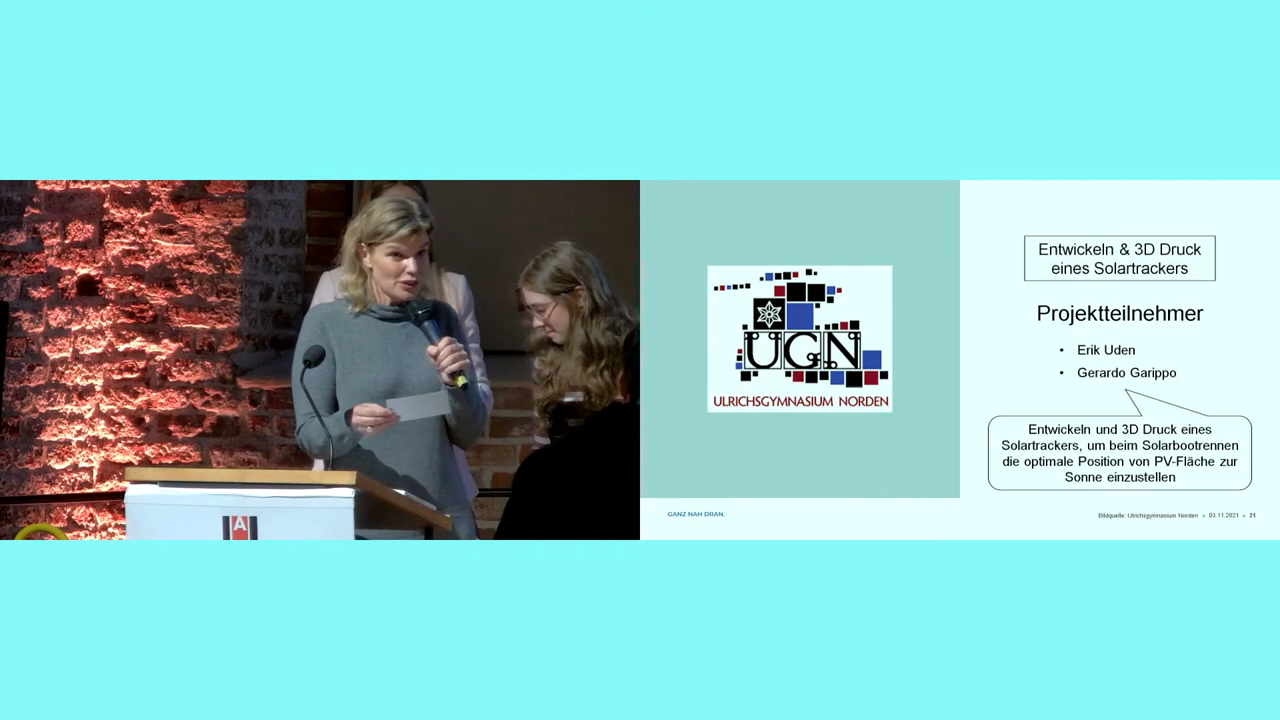 A
UGN
ULRICHSGYMNASIUM NORDEN
Entwickeln & 3D Druck
eines Solartrackers
Projektteilnehmer
• Erik Uden
• Gerardo Garippo
Entwickeln und 3D Druck eines
Solartrackers, um beim Solarbootrennen
die optimale Position von PV-Fläche zur
Sonne einzustellen
GANZ NAH DRAN.
Bildquelle: Ulrichsgymnasium Norden 03.11.2021 21